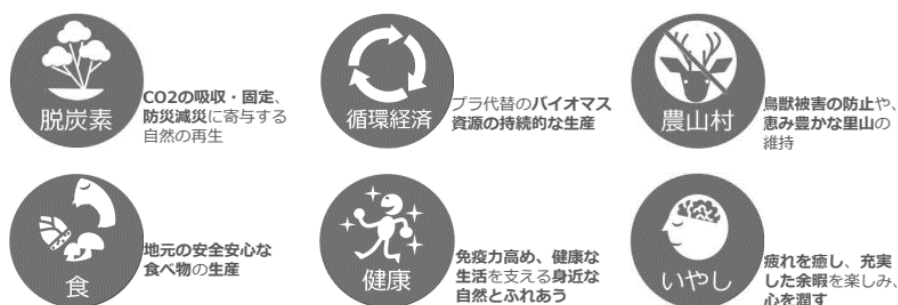 脱炭素
CO2の吸収・固定、
防災減災に寄与する
自然の再生
循環経済
プラ代替のバイオマス
資源の持続的な生産
農山村
鳥獣被害の防止や、
恵み豊かな里山の
維持
食
地元の安全安心な
食べ物の生産
健康
免疫力高め、健康な
生活を支える身近な
自然とふれあう
いやし
疲れを癒し、充実
した余暇を楽しみ、
心を潤す